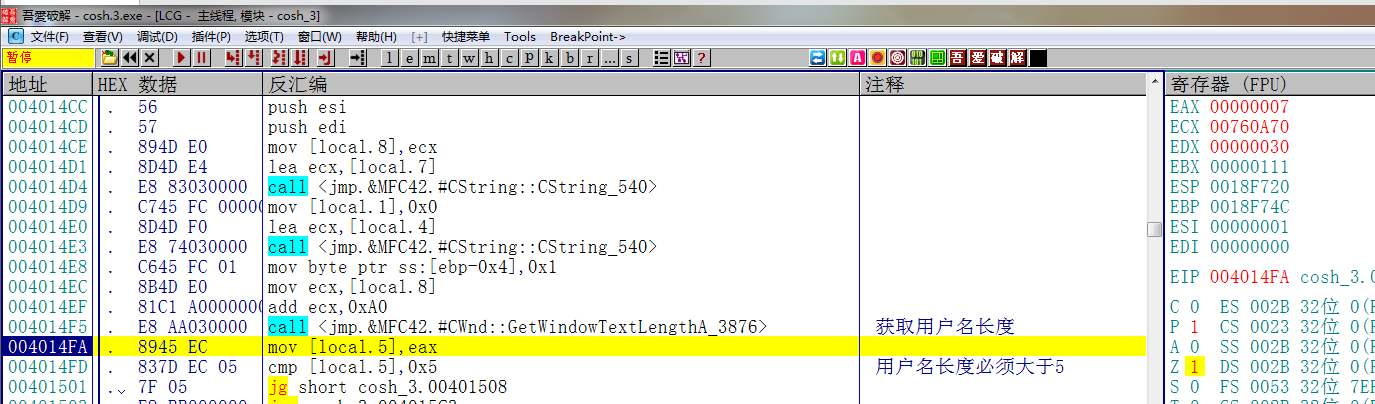 吾愛破解 - cosh.3.exe - [LCG - 主线程, 模块 - cosh_3]
C 文件(F) 查看(V) 调试(D) 插件(P) 选项(T) 窗口(W) 帮助(H) [+] 快捷菜单 Tools BreakPoint->
暂停 l e m t w h c p k b r ... s ? A 吾 爱 破 解
地址 HEX 数据 反汇编 注释 寄存器 (FPU)
004014CC . 56 push esi EAX 00000007
004014CD . 57 push edi ECX 00760A70
004014CE . 894D E0 mov [local.8],ecx EDX 00000030
004014D1 . 8D4D E4 lea ecx,[local.7] EBX 00000111
004014D4 . E8 83030000 call <jmp.&MFC42.#CString::CString_540> ESP 0018F720
004014D9 . C745 FC 00000 mov [local.1],0x0 EBP 0018F74C
004014E0 . 8D4D F0 lea ecx,[local.4] ESI 00000001
004014E3 . E8 74030000 call <jmp.&MFC42.#CString::CString_540> EDI 00000000
004014E8 . C645 FC 01 mov byte ptr ss:[ebp-0x4],0x1
004014EC . 8B4D E0 mov ecx,[local.8] EIP 004014FA cosh_3.0
004014EF . 81C1 A0000000 add ecx,0xA0 C 0 ES 002B 32位 0(F
004014F5 . E8 AA030000 call <jmp.&MFC42.#CWnd::GetWindowTextLengthA_3876> 获取用户名长度 P 1 CS 0023 32位 0(F
004014FA . 8945 EC mov [local.5],eax A 0 SS 002B 32位 0(F
004014FD . 837D EC 05 cmp [local.5],0x5 用户名长度必须大于5 Z 1 DS 002B 32位 0(F
00401501 . 7F 05 jg short cosh_3.00401508 S 0 FS 0053 32位 7EF